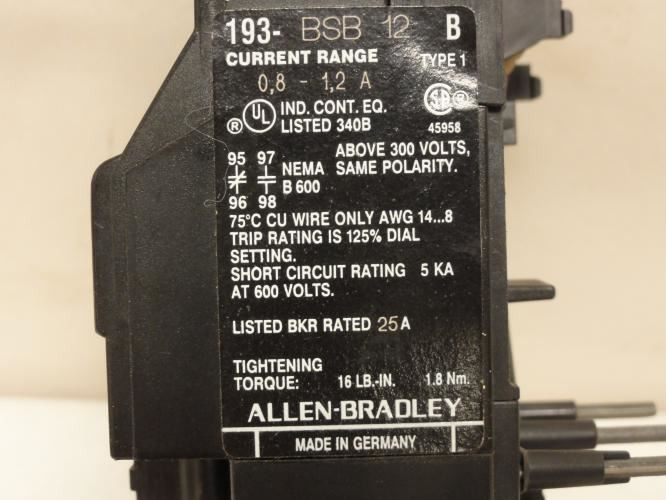 193- BSB 12 B
CURRENT RANGE TYPE 1
0,8 - 1,2 A
® UL IND. CONT. EQ. LISTED 340B SA ®
45958
95 97 NEMA B 600 ABOVE 300 VOLTS, SAME POLARITY.
96 98
75°C CU WIRE ONLY AWG 14...8
TRIP RATING IS 125% DIAL
SETTING.
SHORT CIRCUIT RATING 5 KA
AT 600 VOLTS.
LISTED BKR RATED 25 A
TIGHTENING
TORQUE: 16 LB.-IN. 1.8 Nm.
ALLEN-BRADLEY
MADE IN GERMANY